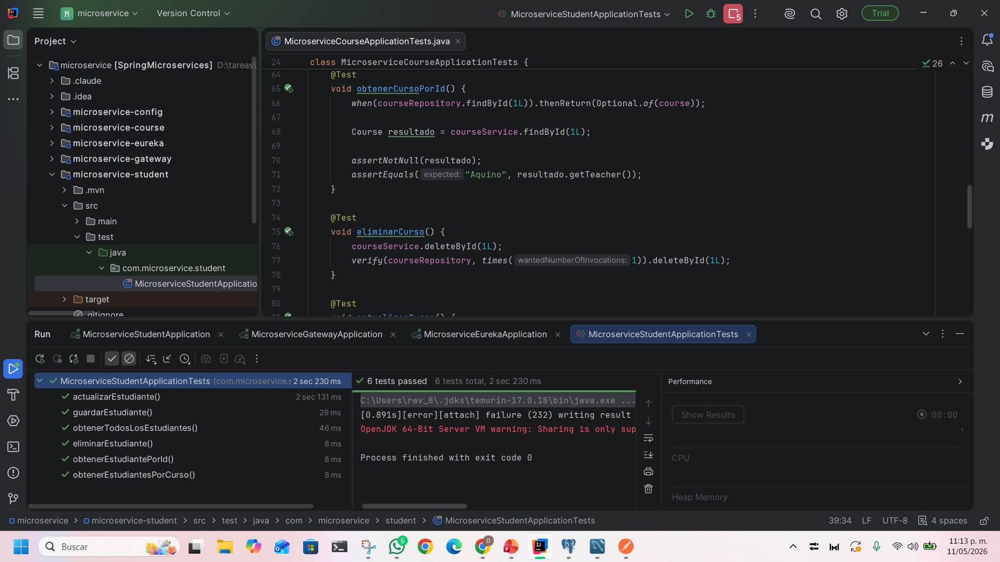 M microservice Version Control MicroserviceStudentApplicationTests 5 Trial
Project
microservice [SpringMicroservices] D:\tareas\
.claude
.idea
microservice-config
microservice-course
microservice-eureka
microservice-gateway
microservice-student
.mvn
src
main
test
java
com.microservice.student
MicroserviceStudentApplicatio
target
.gitignore
MicroserviceCourseApplicationTests.java
26
24 class MicroserviceCourseApplicationTests {
64 @Test
65 void obtenerCursoPorId() {
66 when(courseRepository.findById(1L)).thenReturn(Optional.of(course));
67
68 Course resultado = courseService.findById(1L);
69
70 assertNotNull(resultado);
71 assertEquals( expected: "Aquino", resultado.getTeacher());
72 }
73
74 @Test
75 void eliminarCurso() {
76 courseService.deleteById(1L);
77 verify(courseRepository, times( wantedNumberOfInvocations: 1)).deleteById(1L);
78 }
79
80 @Test
81 void actualizarCurso() {
Run MicroserviceStudentApplication MicroserviceGatewayApplication MicroserviceEurekaApplication MicroserviceStudentApplicationTests
MicroserviceStudentApplicationTests (com.microservice.s 2 sec 230 ms
actualizarEstudiante() 2 sec 131 ms
guardarEstudiante() 29 ms
obtenerTodosLosEstudiantes() 46 ms
eliminarEstudiante() 8 ms
obtenerEstudiantePorId() 8 ms
obtenerEstudiantesPorCurso() 8 ms
6 tests passed 6 tests total, 2 sec 230 ms
C:\Users\rav_8\.jdks\temurin-17.0.18\bin\java.exe ...
[0.891s][error][attach] failure (232) writing result
OpenJDK 64-Bit Server VM warning: Sharing is only sup
Process finished with exit code 0
Performance
Show Results 00:00
CPU
Heap Memory
microservice > microservice-student > src > test > java > com > microservice > student > MicroserviceStudentApplicationTests
39:34 LF UTF-8 4 spaces
Buscar
6
D
11:13 p. m.
11/05/2026